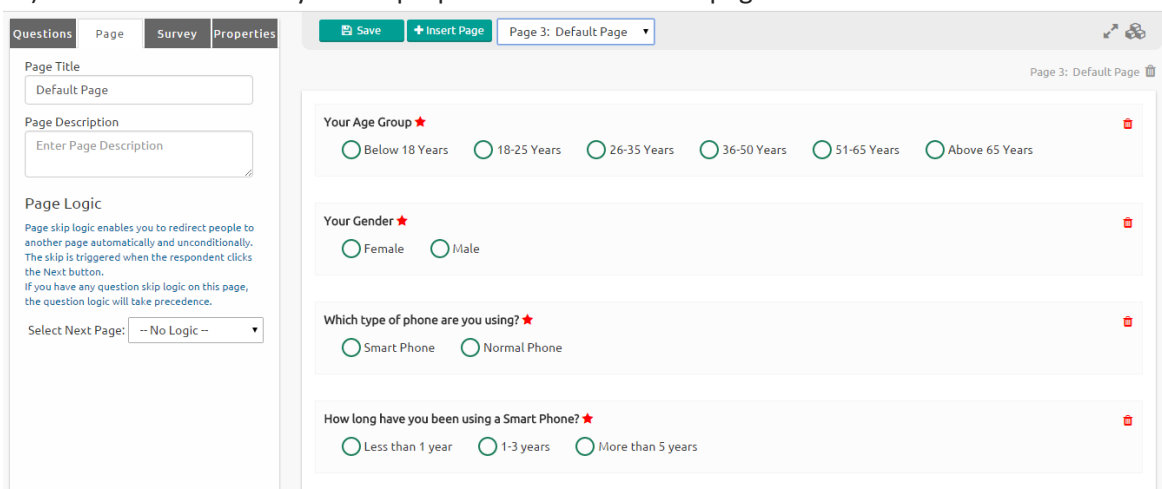 Questions Page Survey Properties
Save Insert Page Page 3: Default Page
Page 3: Default Page
Page Title
Default Page
Page Description
Enter Page Description
Page Logic
Page skip logic enables you to redirect people to
another page automatically and unconditionally.
The skip is triggered when the respondent clicks
the Next button.
If you have any question skip logic on this page,
the question logic will take precedence.
Select Next Page: -- No Logic --
Your Age Group
Below 18 Years 18-25 Years 26-35 Years 36-50 Years 51-65 Years Above 65 Years
Your Gender
Female Male
Which type of phone are you using?
Smart Phone Normal Phone
How long have you been using a Smart Phone?
Less than 1 year 1-3 years More than 5 years